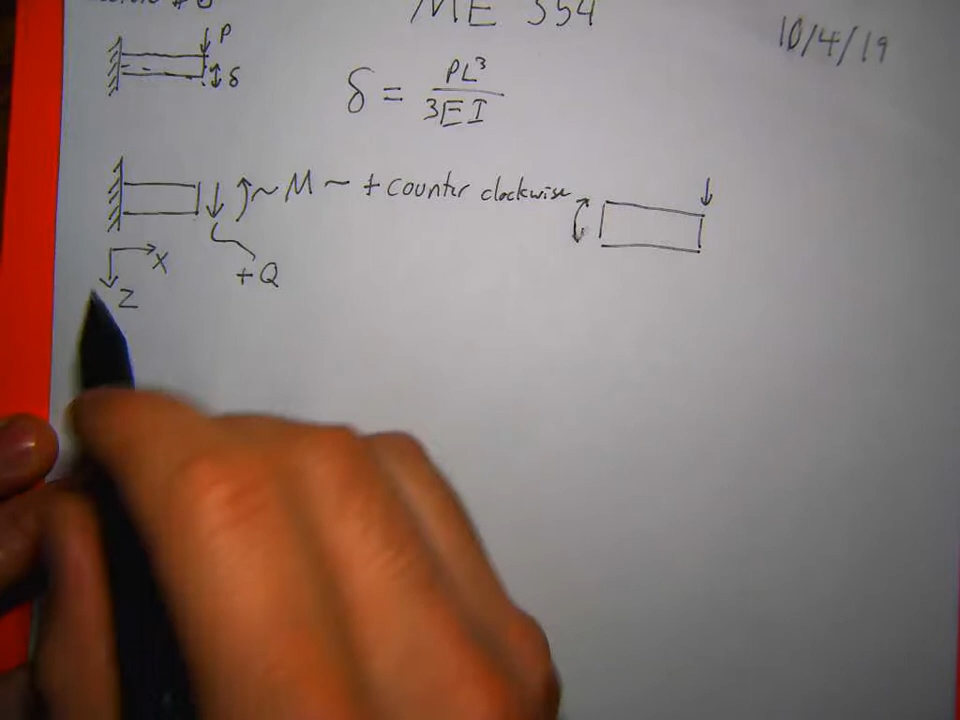 ME 354
10/4/19
P
δ
δ = PL³ / 3EI
~ M ~ + counter clockwise
+ Q
X
Z